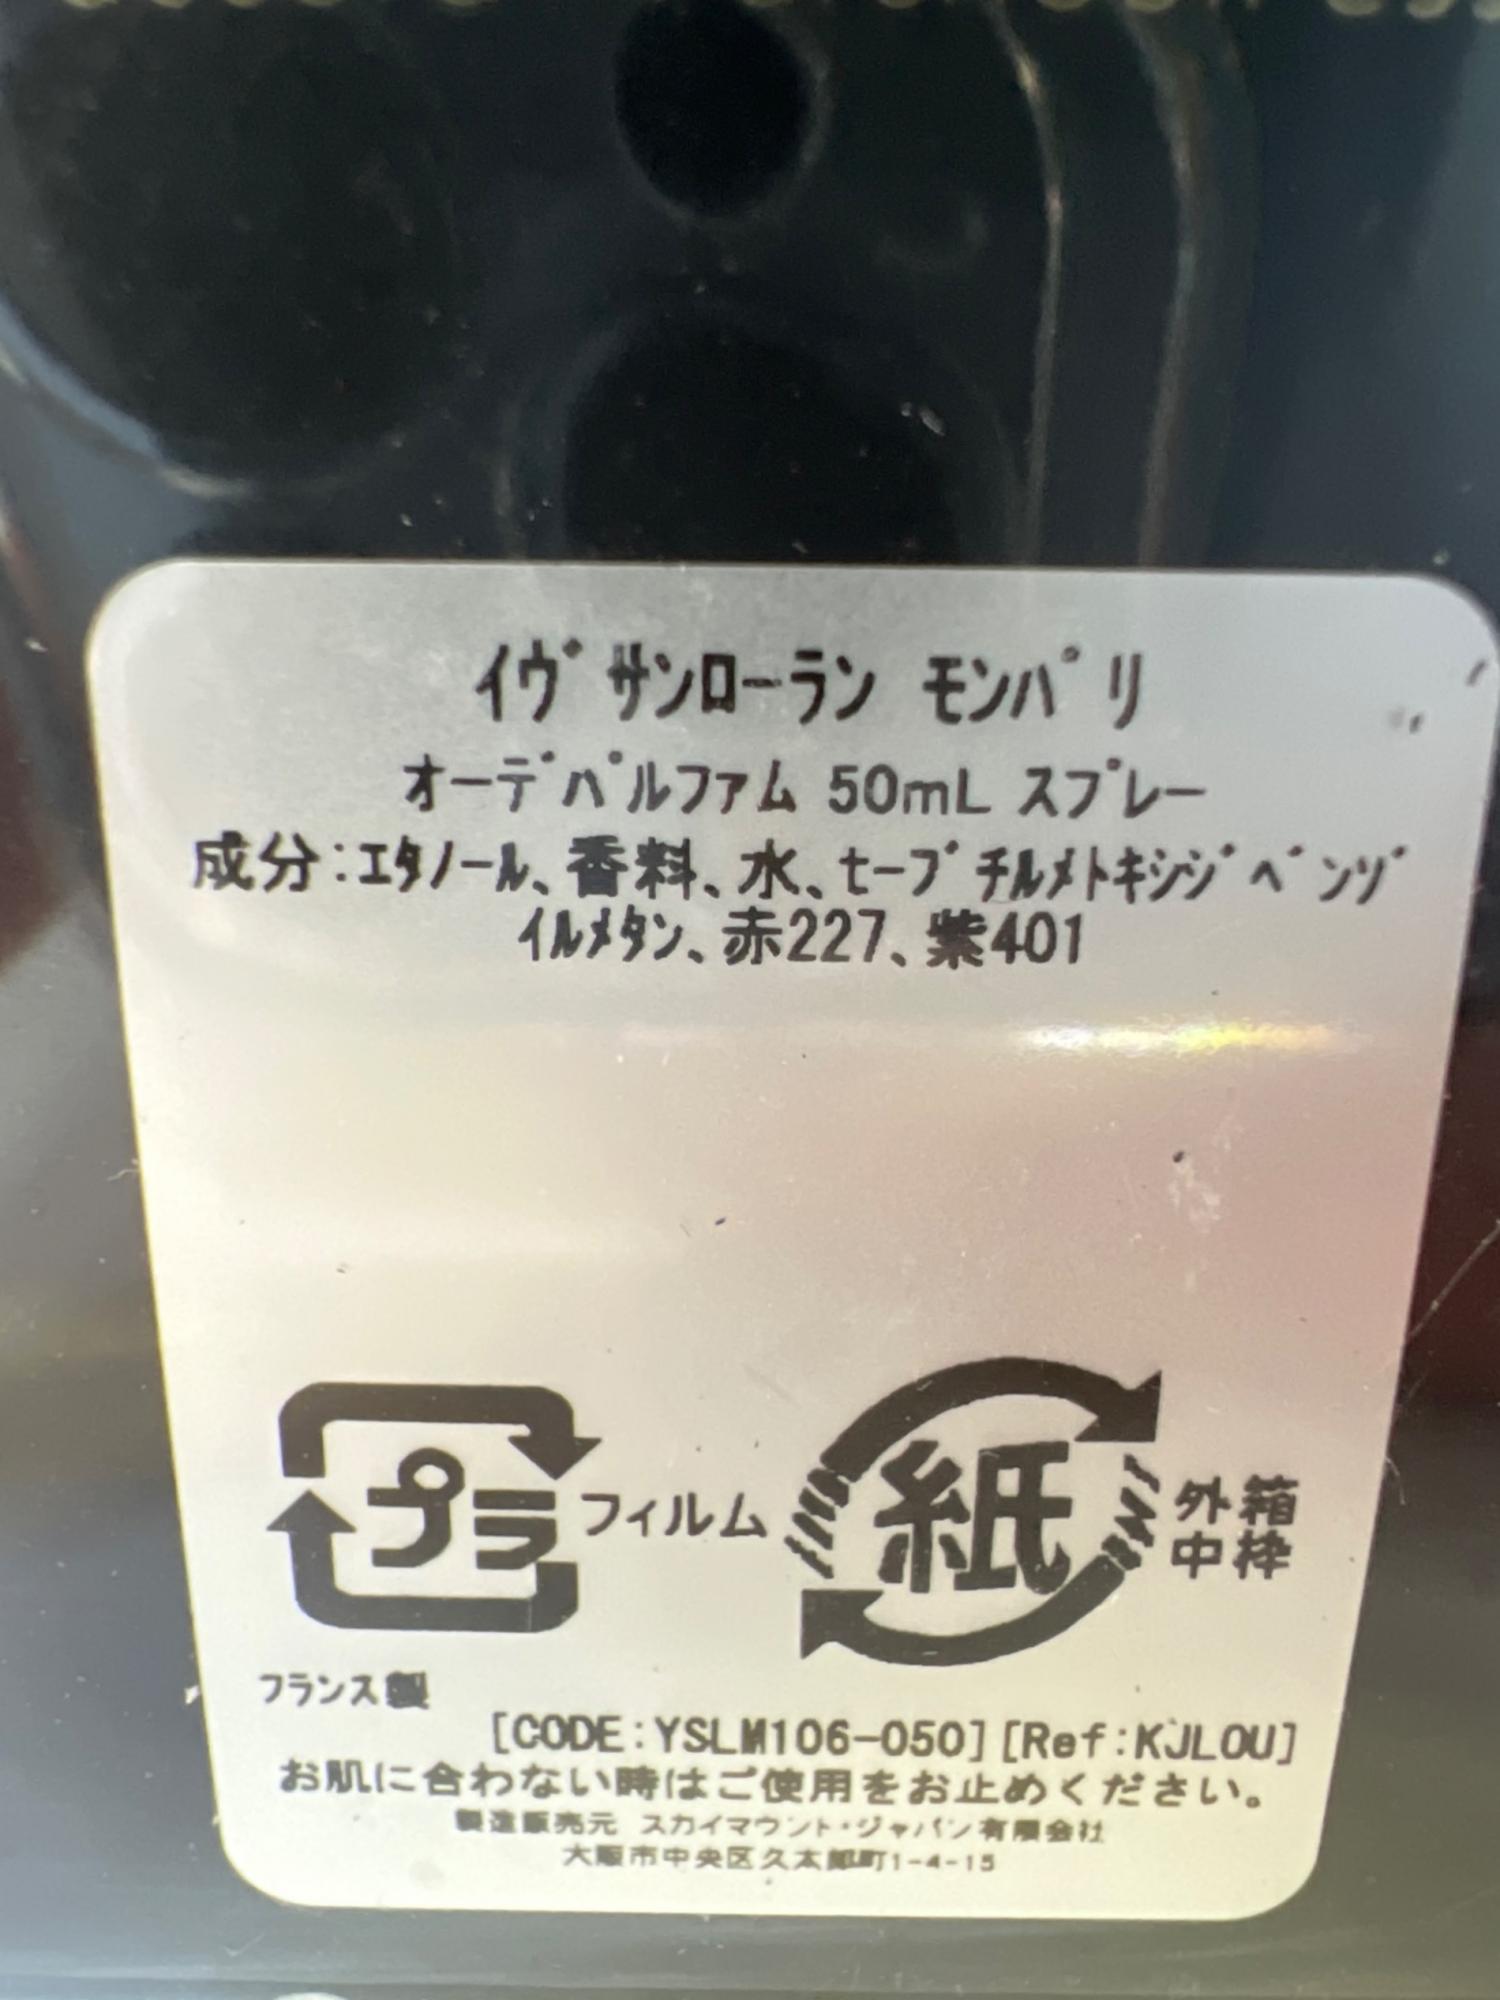 イヴサンローラン モンパリ
オーデパルファム 50mL スプレー
成分:エタノール、香料、水、t-ブチルメトキシジベンゾ
イルメタン、赤227、紫401
プラ
フィルム
紙
外箱
中枠
フランス製
[CODE:YSLM106-050][Ref:KJLOU]
お肌に合わない時はご使用をお止めください。
製造販売元 スカイマウント・ジャパン有限会社
大阪市中央区久太郎町1-4-15